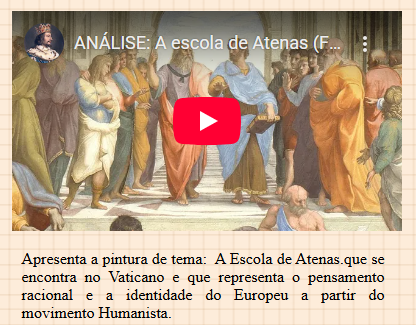 ANÁLISE: A escola de Atenas (F...
Apresenta a pintura de tema:  A Escola de Atenas.que se
encontra no Vaticano e que representa o pensamento
racional e a identidade do Europeu a partir do
movimento Humanista.